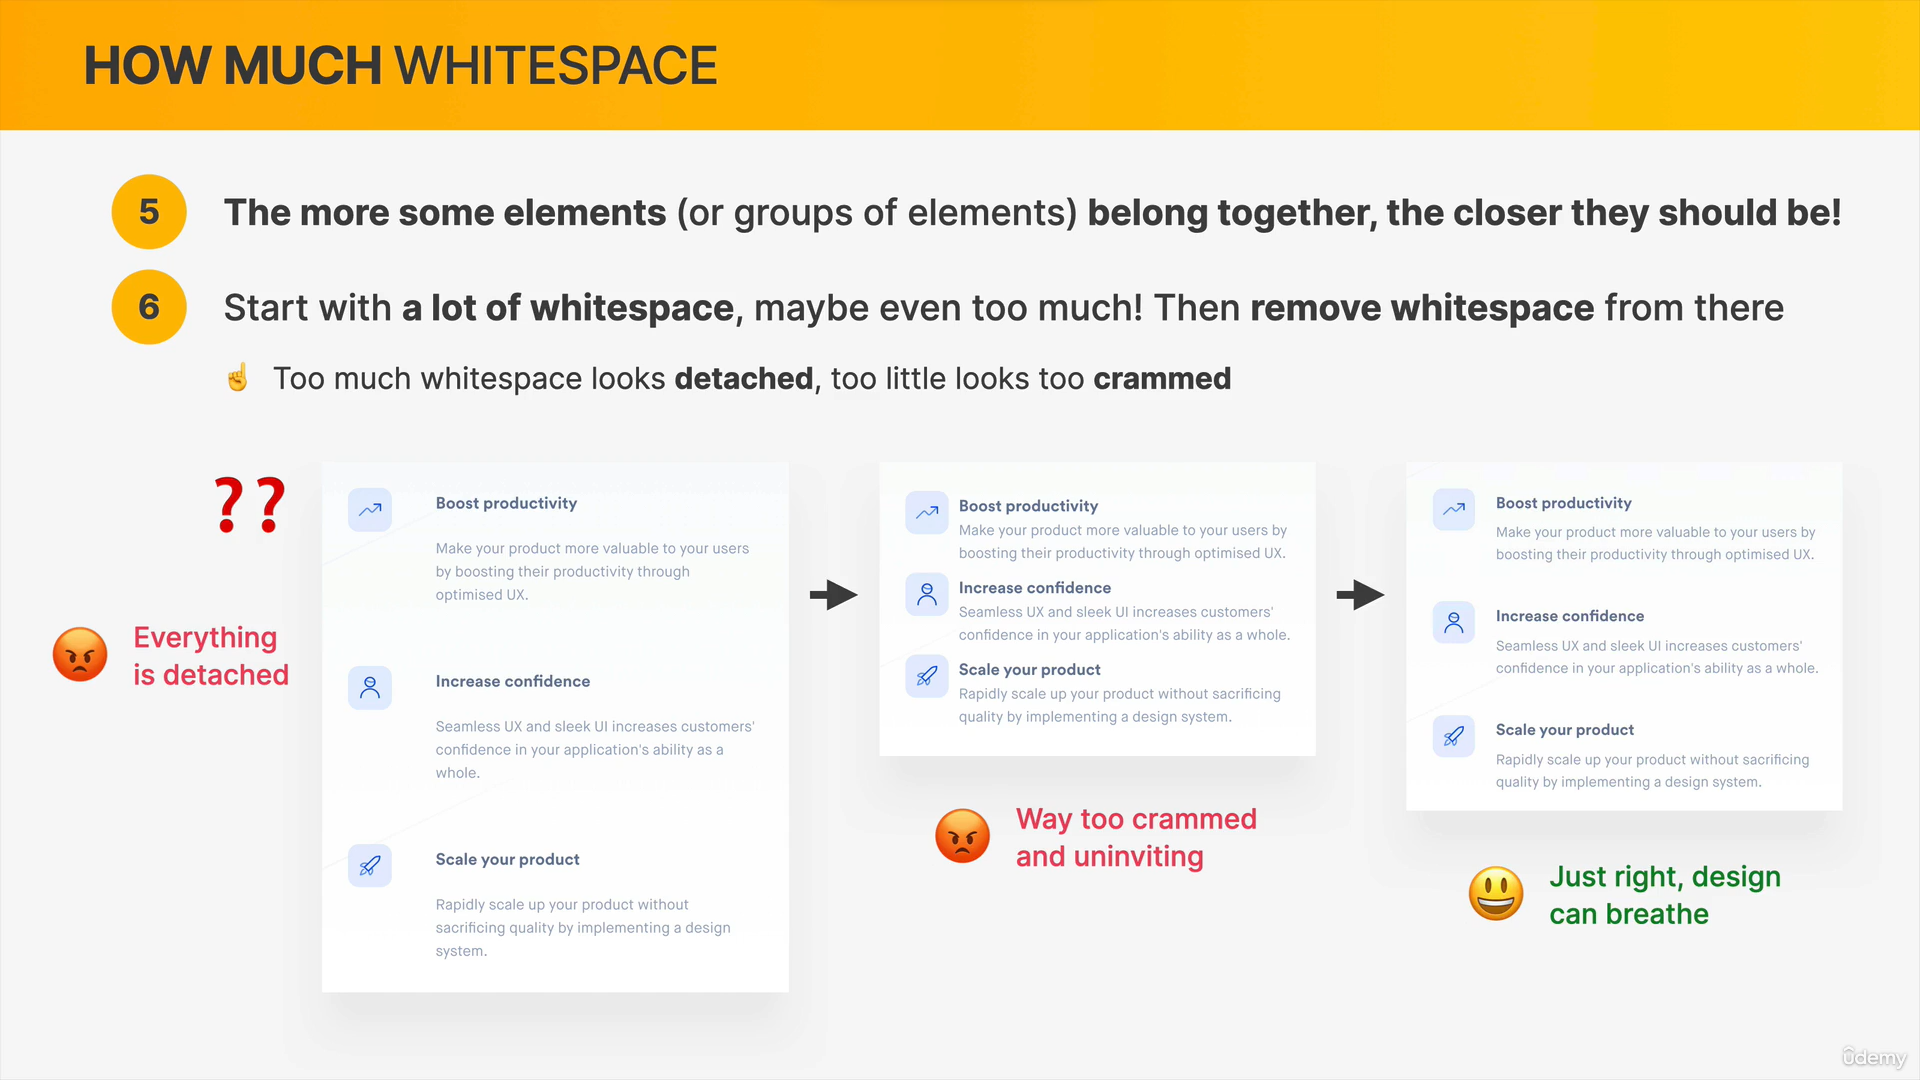 HOW MUCH WHITESPACE
5
The more some elements (or groups of elements) belong together, the closer they should be!
6
Start with a lot of whitespace, maybe even too much! Then remove whitespace from there
☝ Too much whitespace looks detached, too little looks too crammed
??
Everything
is detached
Boost productivity
Make your product more valuable to your users
by boosting their productivity through
optimised UX.
Increase confidence
Seamless UX and sleek UI increases customers'
confidence in your application's ability as a
whole.
Scale your product
Rapidly scale up your product without
sacrificing quality by implementing a design
system.
Boost productivity
Make your product more valuable to your users by
boosting their productivity through optimised UX.
Increase confidence
Seamless UX and sleek UI increases customers'
confidence in your application's ability as a whole.
Scale your product
Rapidly scale up your product without sacrificing
quality by implementing a design system.
Way too crammed
and uninviting
Boost productivity
Make your product more valuable to your users by
boosting their productivity through optimised UX.
Increase confidence
Seamless UX and sleek UI increases customers'
confidence in your application's ability as a whole.
Scale your product
Rapidly scale up your product without sacrificing
quality by implementing a design system.
Just right, design
can breathe
ûdemy